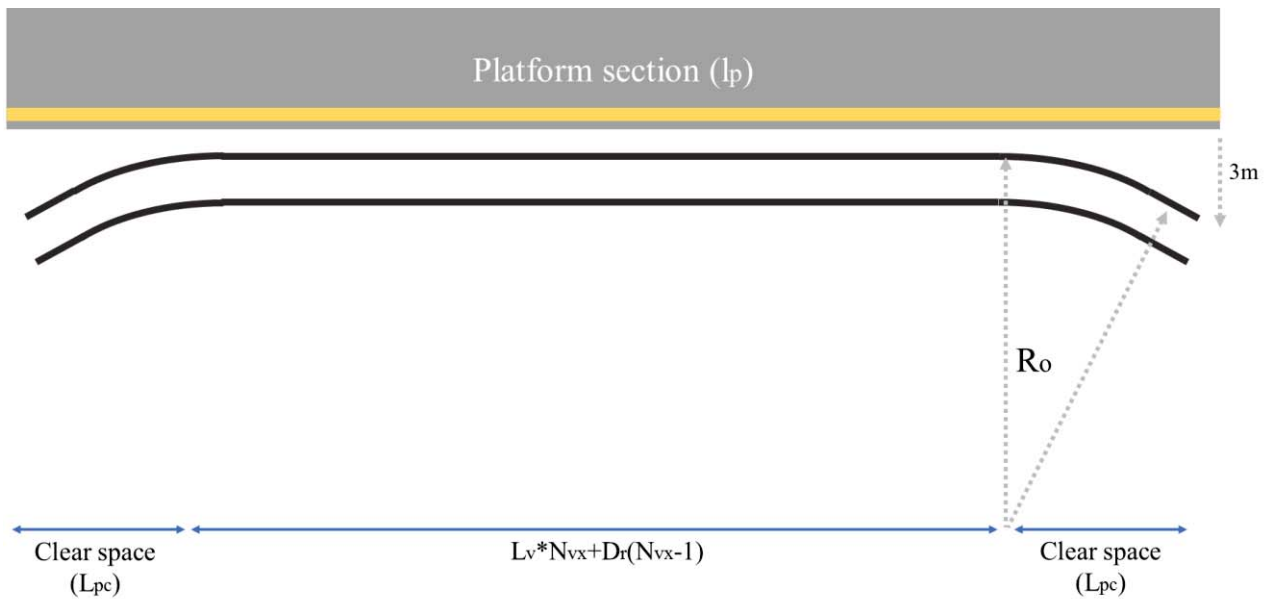 Platform section (lp)
3m
Ro
Clear space
(Lpc)
Lv*Nvx+Dr(Nvx-1)
Clear space
(Lpc)